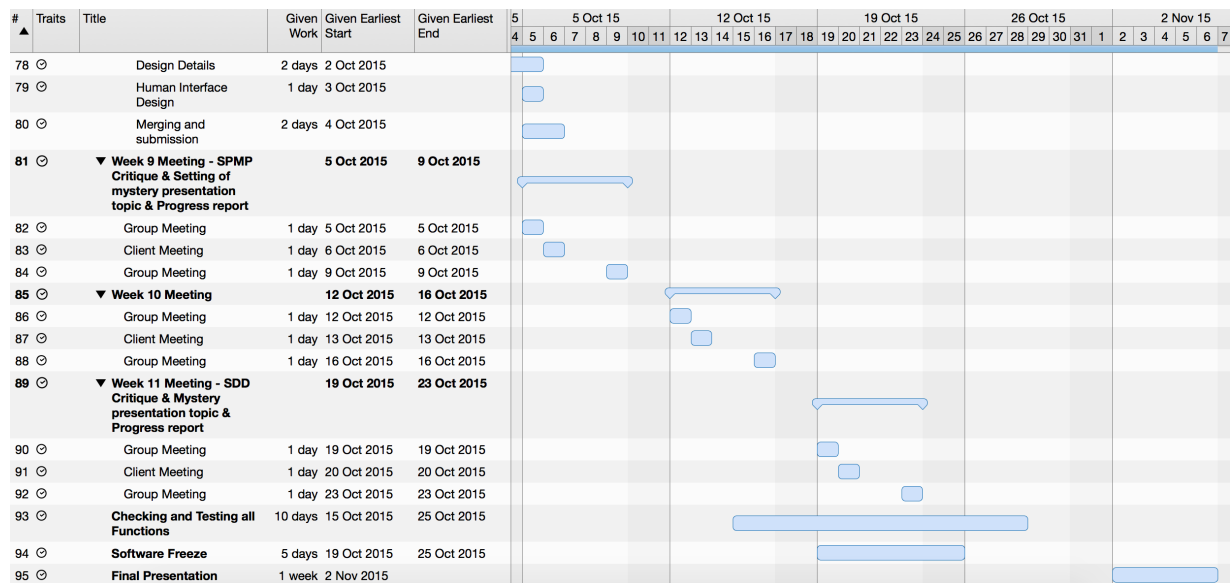 # Traits Title Given Work Given Earliest Start Given Earliest End 5 5 Oct 15 12 Oct 15 19 Oct 15 26 Oct 15 2 Nov 15
4 5 6 7 8 9 10 11 12 13 14 15 16 17 18 19 20 21 22 23 24 25 26 27 28 29 30 31 1 2 3 4 5 6 7
78 Design Details 2 days 2 Oct 2015
79 Human Interface Design 1 day 3 Oct 2015
80 Merging and submission 2 days 4 Oct 2015
81 Week 9 Meeting - SPMP Critique & Setting of mystery presentation topic & Progress report 5 Oct 2015 9 Oct 2015
82 Group Meeting 1 day 5 Oct 2015 5 Oct 2015
83 Client Meeting 1 day 6 Oct 2015 6 Oct 2015
84 Group Meeting 1 day 9 Oct 2015 9 Oct 2015
85 Week 10 Meeting 12 Oct 2015 16 Oct 2015
86 Group Meeting 1 day 12 Oct 2015 12 Oct 2015
87 Client Meeting 1 day 13 Oct 2015 13 Oct 2015
88 Group Meeting 1 day 16 Oct 2015 16 Oct 2015
89 Week 11 Meeting - SDD Critique & Mystery presentation topic & Progress report 19 Oct 2015 23 Oct 2015
90 Group Meeting 1 day 19 Oct 2015 19 Oct 2015
91 Client Meeting 1 day 20 Oct 2015 20 Oct 2015
92 Group Meeting 1 day 23 Oct 2015 23 Oct 2015
93 Checking and Testing all Functions 10 days 15 Oct 2015 25 Oct 2015
94 Software Freeze 5 days 19 Oct 2015 25 Oct 2015
95 Final Presentation 1 week 2 Nov 2015